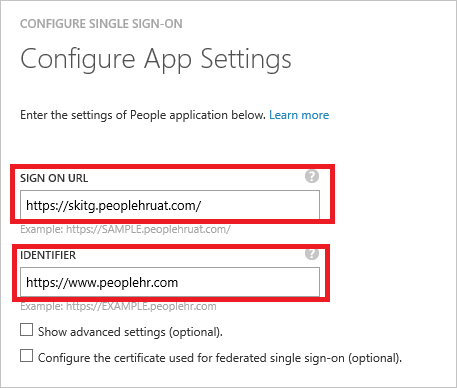 CONFIGURE SINGLE SIGN-ON
Configure App Settings
Enter the settings of People application below. Learn more
SIGN ON URL ?
https://skitg.peoplehruat.com/
Example: https://SAMPLE.peoplehruat.com/
IDENTIFIER ?
https://www.peoplehr.com
Example: https://EXAMPLE.peoplehr.com
Show advanced settings (optional).
Configure the certificate used for federated single sign-on (optional).